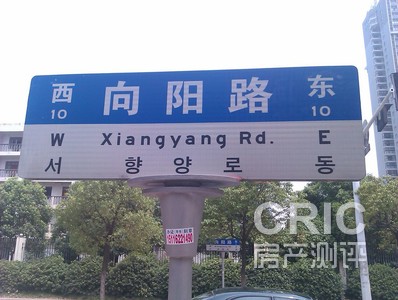 西 向阳路 东
10 10
W Xiangyang Rd. E
서 향양로 동
15116221490
CRIC
房产测评